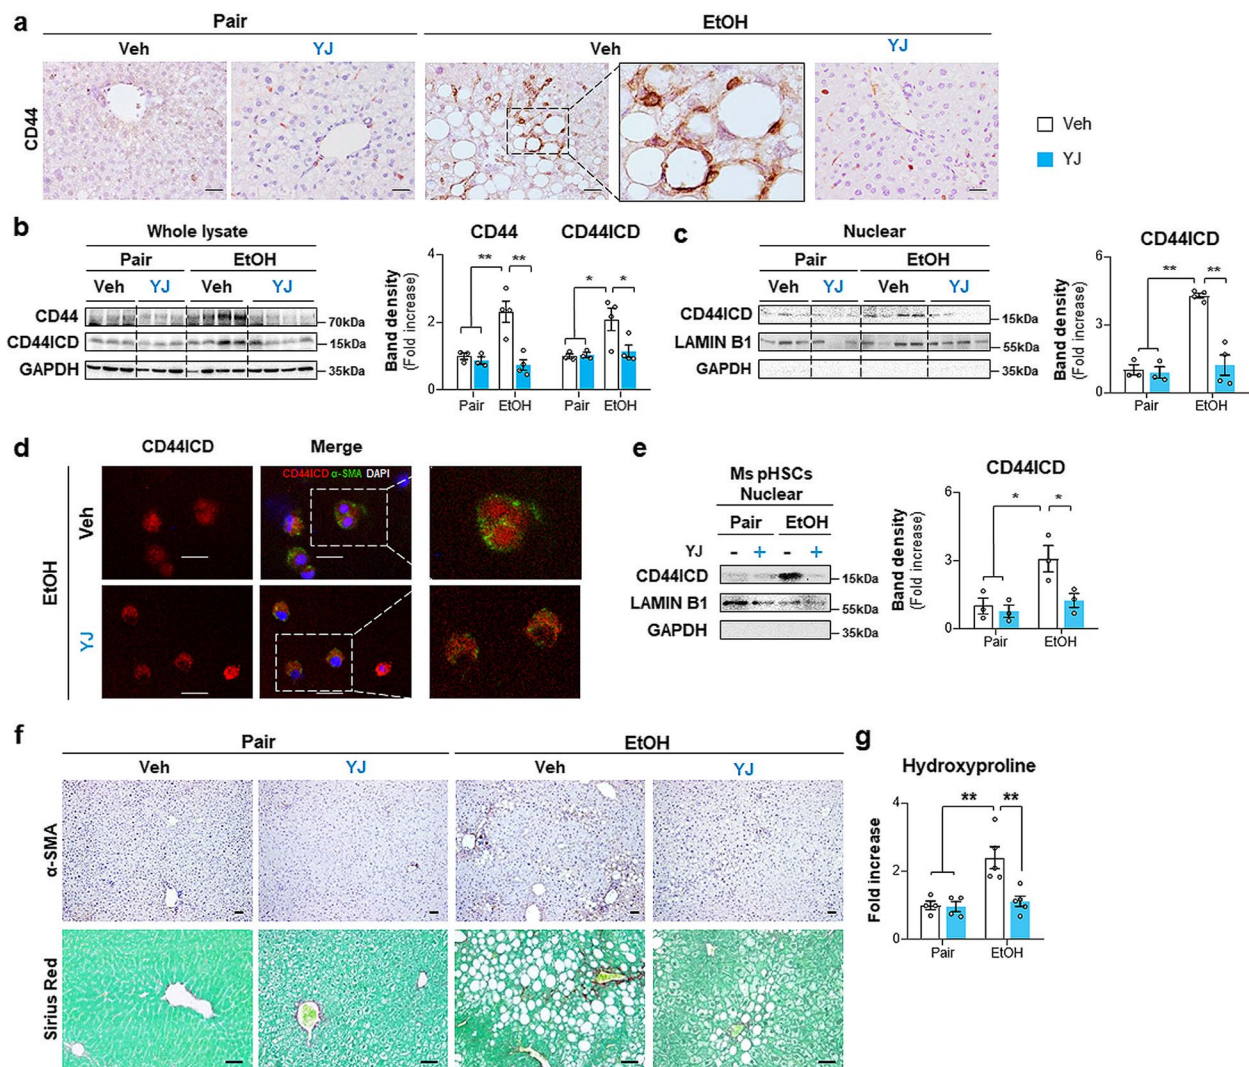 a
Pair
EtOH
Veh
YJ
Veh
YJ
CD44
Veh
YJ
b
Whole lysate
Pair
EtOH
Veh
YJ
Veh
YJ
CD44
70kDa
CD44ICD
15kDa
GAPDH
35kDa
CD44
CD44ICD
Band density
(Fold increase)
4
2
0
**
**
*
*
Pair
EtOH
Pair
EtOH
c
Nuclear
Pair
EtOH
Veh
YJ
Veh
YJ
CD44ICD
15kDa
LAMIN B1
55kDa
GAPDH
35kDa
CD44ICD
Band density
(Fold increase)
6
3
0
**
**
Pair
EtOH
d
CD44ICD
Merge
CD44ICD α-SMA DAPI
EtOH
Veh
YJ
e
Ms pHSCs
Nuclear
Pair
EtOH
YJ
- + - +
CD44ICD
15kDa
LAMIN B1
55kDa
GAPDH
35kDa
CD44ICD
Band density
(Fold increase)
6
3
0
*
*
Pair
EtOH
f
Pair
EtOH
Veh
YJ
Veh
YJ
α-SMA
Sirius Red
g
Hydroxyproline
Fold increase
4
2
0
**
**
Pair
EtOH